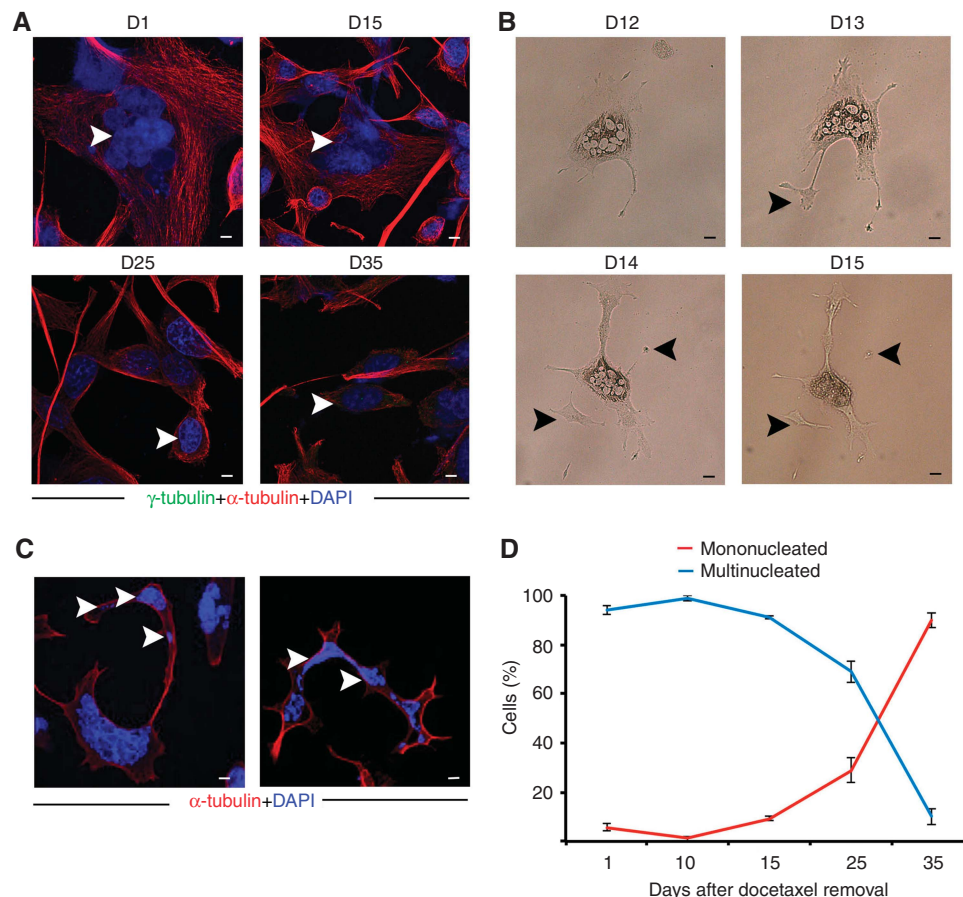 A
D1
D15
D25
D35
γ-tubulin+α-tubulin+DAPI
B
D12
D13
D14
D15
C
α-tubulin+DAPI
D
Mononucleated
Multinucleated
100
80
60
40
20
Cells (%)
1 10 15 25 35
Days after docetaxel removal